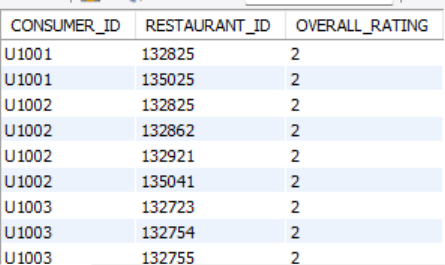 CONSUMER_ID RESTAURANT_ID OVERALL_RATING
U1001 132825 2
U1001 135025 2
U1002 132825 2
U1002 132862 2
U1002 132921 2
U1002 135041 2
U1003 132723 2
U1003 132754 2
U1003 132755 2